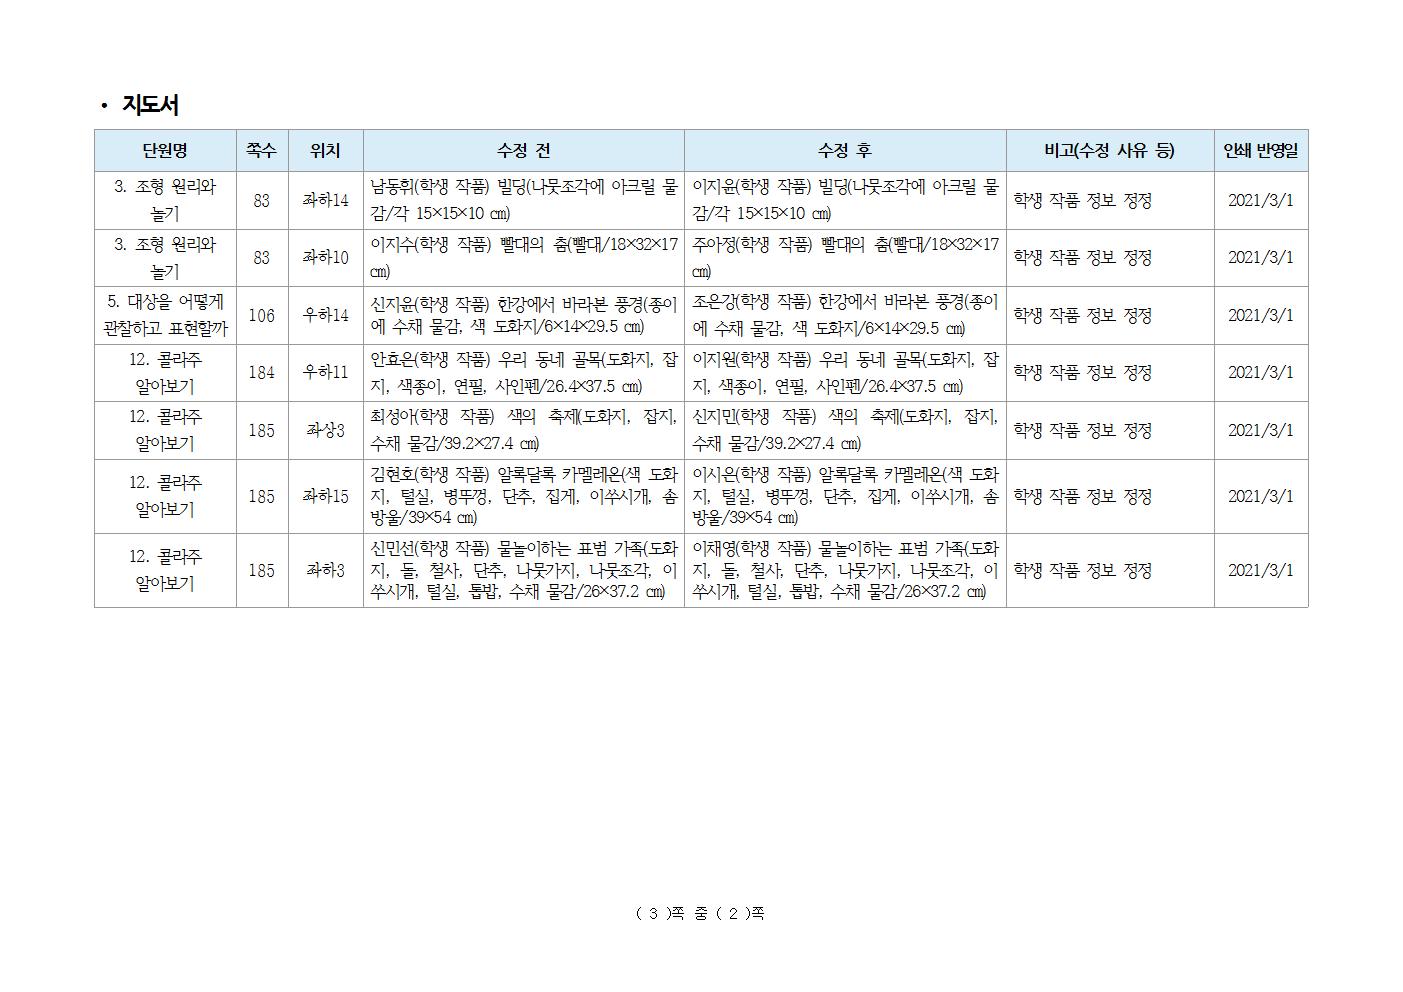 • 지도서
단원명 쪽수 위치 수정 전 수정 후 비고(수정 사유 등) 인쇄 반영일
3. 조형 원리와
놀기
83 좌하14
남동휘(학생 작품) 빌딩(나뭇조각에 아크릴 물
감/각 15×15×10 ㎝)
이지윤(학생 작품) 빌딩(나뭇조각에 아크릴 물
감/각 15×15×10 ㎝)
학생 작품 정보 정정 2021/3/1
3. 조형 원리와
놀기
83 좌하10
이지수(학생 작품) 빨대의 춤(빨대/18×32×17
㎝)
주아정(학생 작품) 빨대의 춤(빨대/18×32×17
㎝)
학생 작품 정보 정정 2021/3/1
5. 대상을 어떻게
관찰하고 표현할까
106 우하14
신지윤(학생 작품) 한강에서 바라본 풍경(종이
에 수채 물감, 색 도화지/6×14×29.5 ㎝)
조은강(학생 작품) 한강에서 바라본 풍경(종이
에 수채 물감, 색 도화지/6×14×29.5 ㎝)
학생 작품 정보 정정 2021/3/1
12. 콜라주
알아보기
184 우하11
안효은(학생 작품) 우리 동네 골목(도화지, 잡
지, 색종이, 연필, 사인펜/26.4×37.5 ㎝)
이지원(학생 작품) 우리 동네 골목(도화지, 잡
지, 색종이, 연필, 사인펜/26.4×37.5 ㎝)
학생 작품 정보 정정 2021/3/1
12. 콜라주
알아보기
185 좌상3
최성아(학생 작품) 색의 축제(도화지, 잡지,
수채 물감/39.2×27.4 ㎝)
신지민(학생 작품) 색의 축제(도화지, 잡지,
수채 물감/39.2×27.4 ㎝)
학생 작품 정보 정정 2021/3/1
12. 콜라주
알아보기
185 좌하15
김현호(학생 작품) 알록달록 카멜레온(색 도화
지, 털실, 병뚜껑, 단추, 집게, 이쑤시개, 솜
방울/39×54 ㎝)
이시은(학생 작품) 알록달록 카멜레온(색 도화
지, 털실, 병뚜껑, 단추, 집게, 이쑤시개, 솜
방울/39×54 ㎝)
학생 작품 정보 정정 2021/3/1
12. 콜라주
알아보기
185 좌하3
신민선(학생 작품) 물놀이하는 표범 가족(도화
지, 돌, 철사, 단추, 나뭇가지, 나뭇조각, 이
쑤시개, 털실, 톱밥, 수채 물감/26×37.2 ㎝)
이채영(학생 작품) 물놀이하는 표범 가족(도화
지, 돌, 철사, 단추, 나뭇가지, 나뭇조각, 이
쑤시개, 털실, 톱밥, 수채 물감/26×37.2 ㎝)
학생 작품 정보 정정 2021/3/1
( 3 )쪽 중 ( 2 )쪽